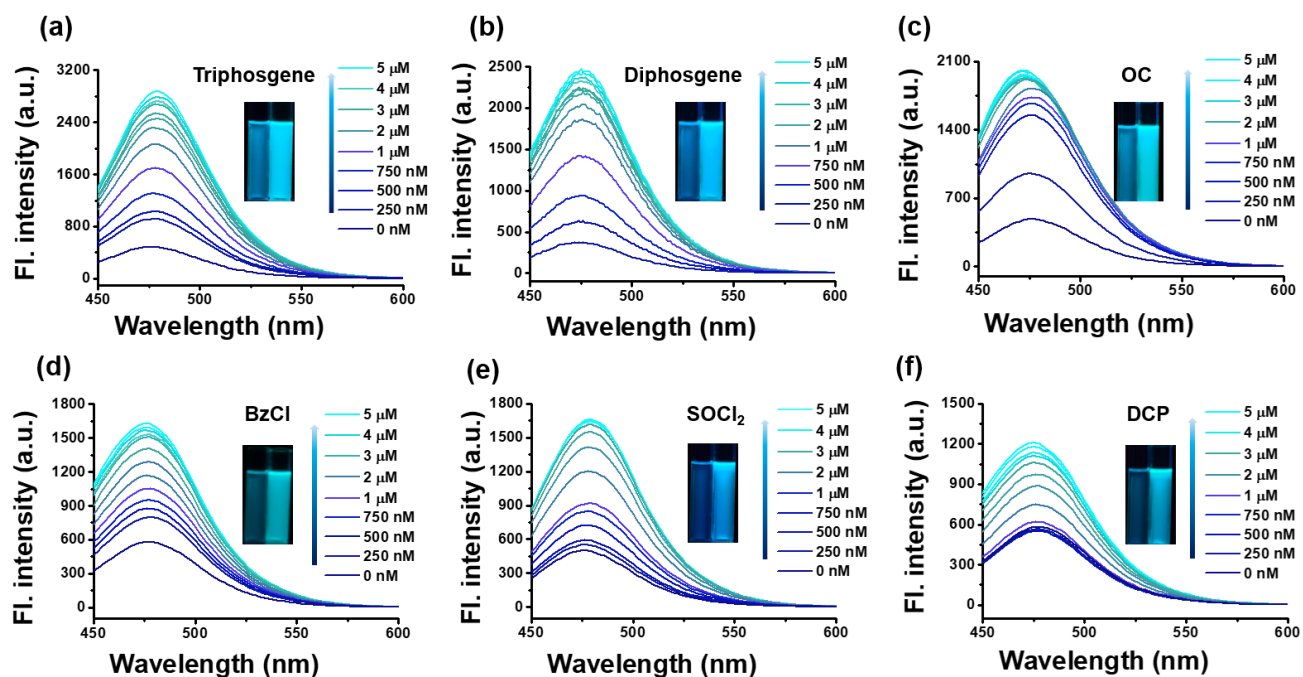 (a)
Triphosgene
Fl. intensity (a.u.)
3200
2400
1600
800
0
450 500 550 600
Wavelength (nm)
5 μM
4 μM
3 μM
2 μM
1 μM
750 nM
500 nM
250 nM
0 nM
(b)
Diphosgene
Fl. intensity (a.u.)
2500
2000
1500
1000
500
0
450 500 550 600
Wavelength (nm)
5 μM
4 μM
3 μM
2 μM
1 μM
750 nM
500 nM
250 nM
0 nM
(c)
OC
Fl. intensity (a.u.)
2100
1400
700
0
450 500 550 600
Wavelength (nm)
5 μM
4 μM
3 μM
2 μM
1 μM
750 nM
500 nM
250 nM
0 nM
(d)
BzCl
Fl. intensity (a.u.)
1800
1500
1200
900
600
300
0
450 500 550 600
Wavelength (nm)
5 μM
4 μM
3 μM
2 μM
1 μM
750 nM
500 nM
250 nM
0 nM
(e)
SOCl₂
Fl. intensity (a.u.)
1800
1500
1200
900
600
300
0
450 500 550 600
Wavelength (nm)
5 μM
4 μM
3 μM
2 μM
1 μM
750 nM
500 nM
250 nM
0 nM
(f)
DCP
Fl. intensity (a.u.)
1500
1200
900
600
300
0
450 500 550 600
Wavelength (nm)
5 μM
4 μM
3 μM
2 μM
1 μM
750 nM
500 nM
250 nM
0 nM